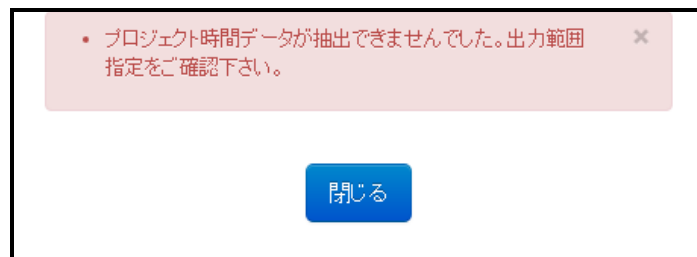 • プロジェクト時間データが抽出できませんでした。出力範囲 ×
指定をご確認下さい。
閉じる